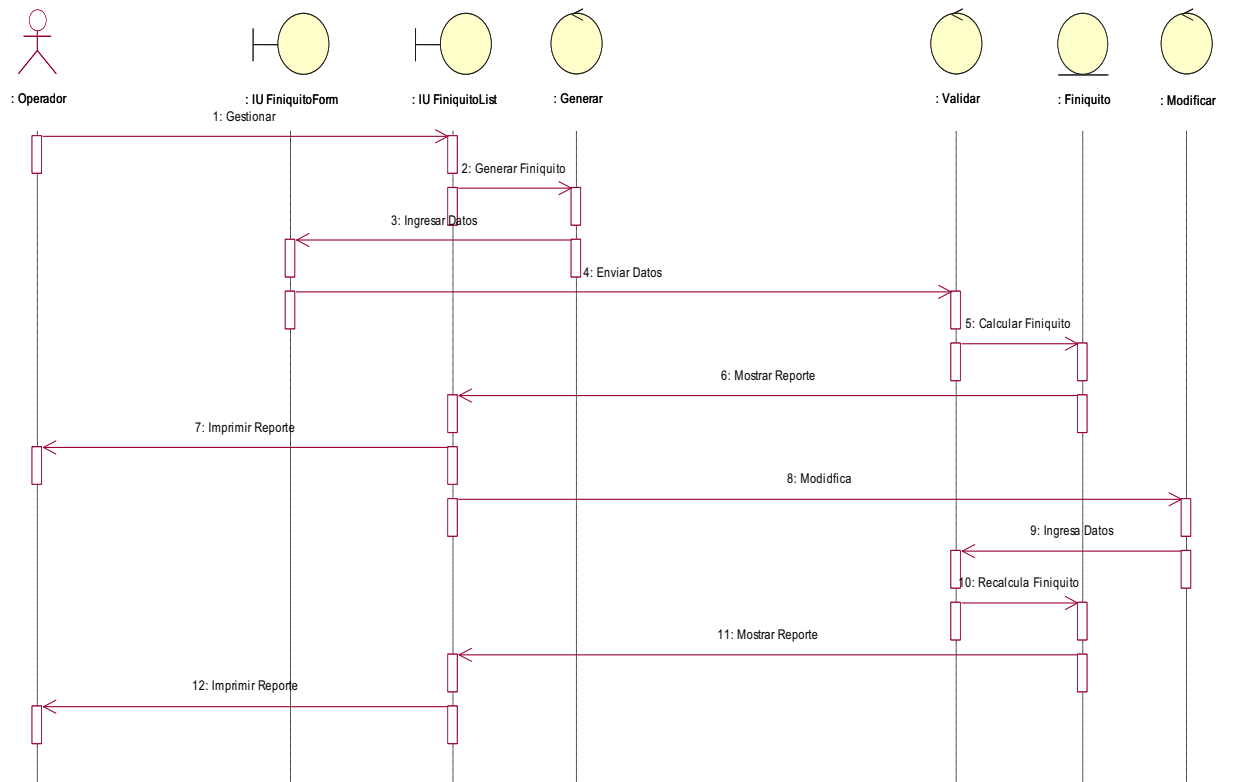 : Operador
: IU FiniquitoForm
: IU FiniquitoList
: Generar
: Validar
: Finiquito
: Modificar
1: Gestionar
2: Generar Finiquito
3: Ingresar Datos
4: Enviar Datos
5: Calcular Finiquito
6: Mostrar Reporte
7: Imprimir Reporte
8: Modidfica
9: Ingresa Datos
10: Recalcula Finiquito
11: Mostrar Reporte
12: Imprimir Reporte